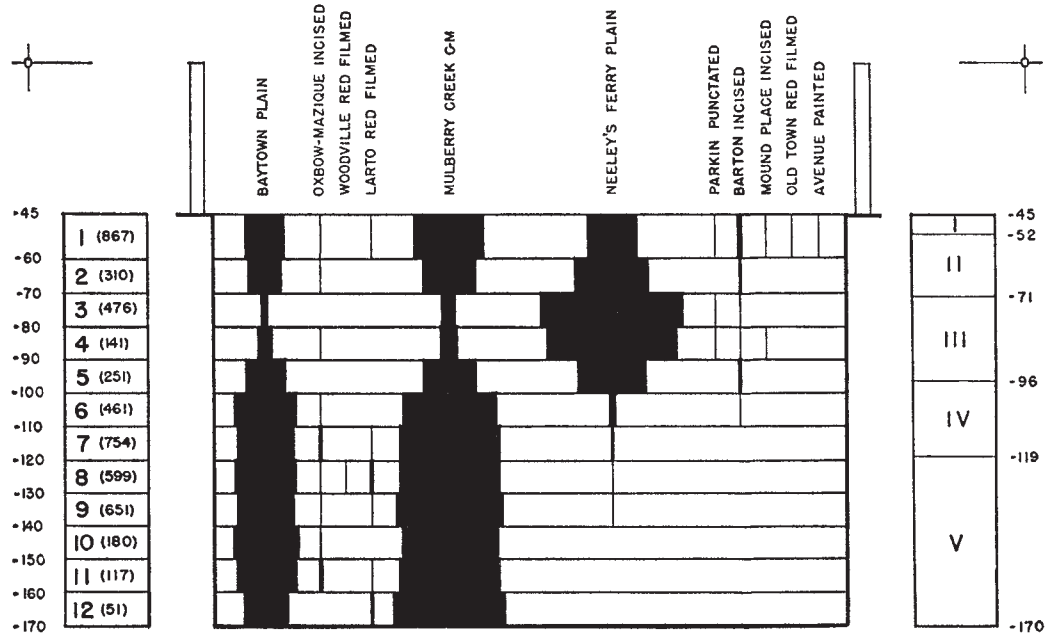 BAYTOWN PLAIN
OXBOW-MAZIQUE INCISED
WOODVILLE RED FILMED
LARTO RED FILMED
MULBERRY CREEK C-M
NEELEY'S FERRY PLAIN
PARKIN PUNCTATED
BARTON INCISED
MOUND PLACE INCISED
OLD TOWN RED FILMED
AVENUE PAINTED
-45
1 (867)
-60
2 (310)
-70
3 (476)
-80
4 (141)
-90
5 (251)
-100
6 (461)
-110
7 (754)
-120
8 (599)
-130
9 (651)
-140
10 (180)
-150
11 (117)
-160
12 (51)
-170
-45
I
-52
II
-71
III
-96
IV
-119
V
-170